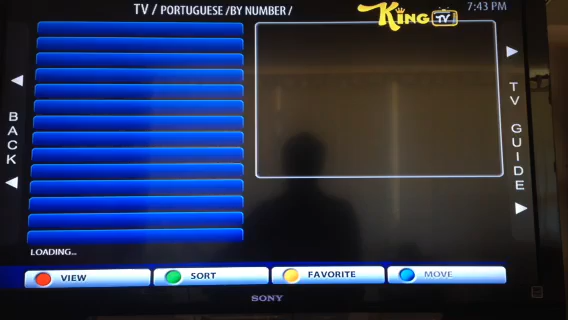 TV / PORTUGUESE /BY NUMBER /
KING TV
7:43 PM
BACK
TV GUIDE
LOADING...
VIEW
SORT
FAVORITE
MOVE
SONY